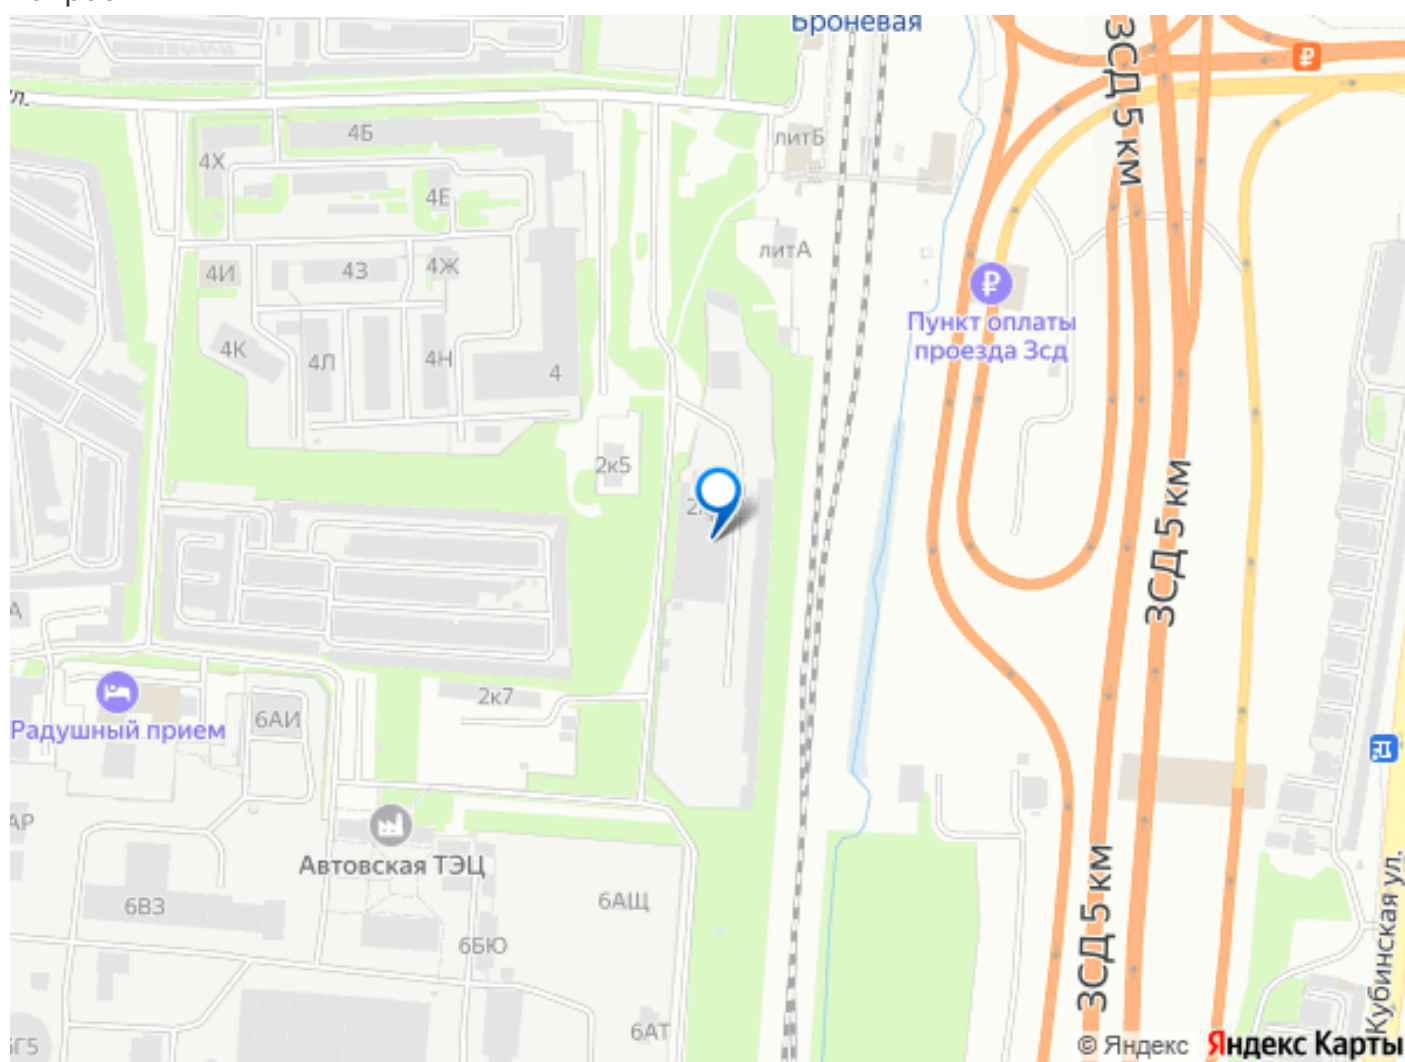 Броневая
ул.
ЗСД 5 км
4Б
4Х
литБ
4Е
литА
4И
4З
4Ж
Пункт оплаты
проезда Зсд
4К
4Л
4Н
4
2к5
ЗСД 5 км
2к7
6АИ
Радушный прием
Автовская ТЭЦ
6ВЗ
6АЩ
6БЮ
ЗСД 5 км
Кубинская ул.
6АТ
© Яндекс Яндекс Карты